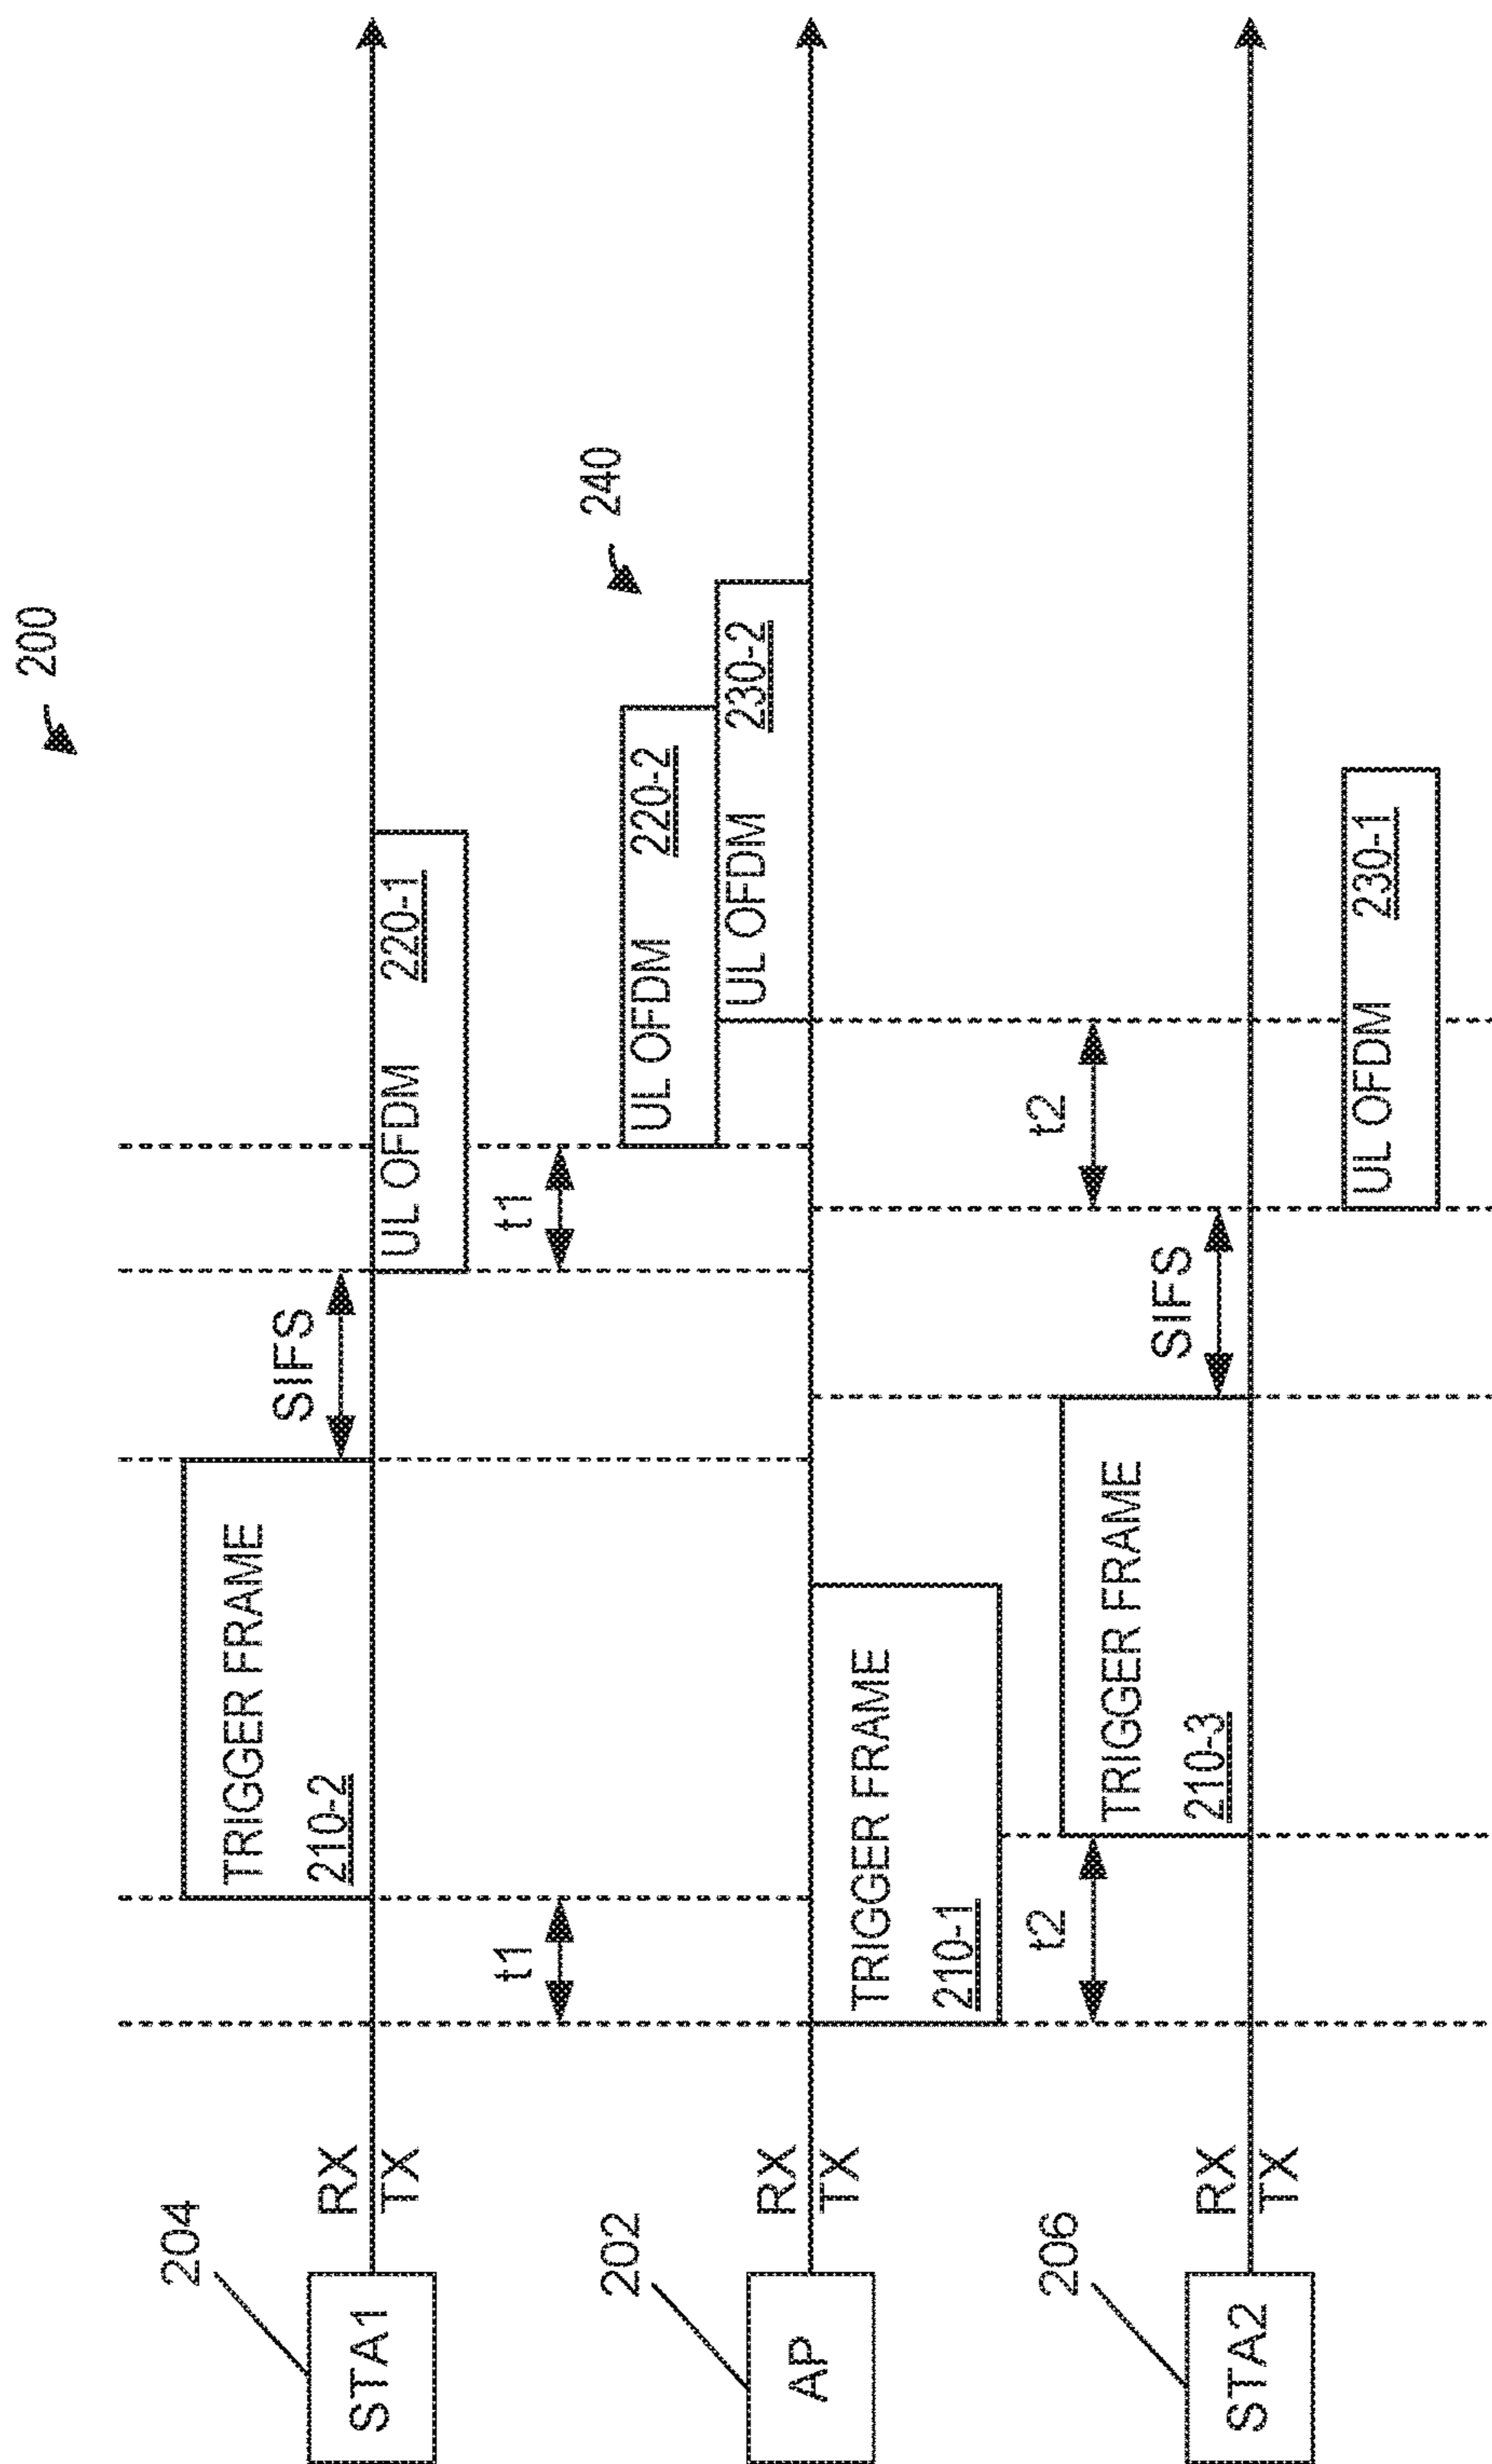 200
204
STA1
RX
TX
TRIGGER FRAME
210-2
SIFS
UL OFDM 220-1
t1
t1
240
202
AP
RX
TX
TRIGGER FRAME
210-1
UL OFDM 220-2
UL OFDM 230-2
206
STA2
RX
TX
t2
TRIGGER FRAME
210-3
SIFS
t2
UL OFDM 230-1